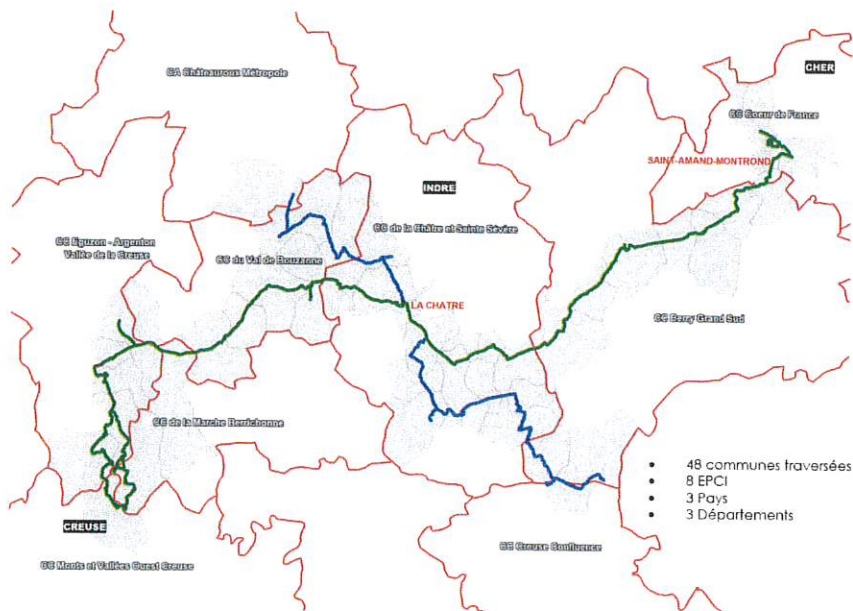 CHER
CA Châteauroux Métropole
CC Coeur de France
SAINT-AMAND-MONTROND
INDRE
CC de la Châtre et Sainte Sévère
CC Eguzon - Argenton
Vallée de la Creuse
CC du Val de Bouzanne
LA CHATRE
CC Berry Grand Sud
CC de la Marche Berrichonne
• 48 communes traversées
• 8 EPCI
• 3 Pays
• 3 Départements
CREUSE
CC Creuse Confluence
CC Monts et Vallées Ouest Creuse